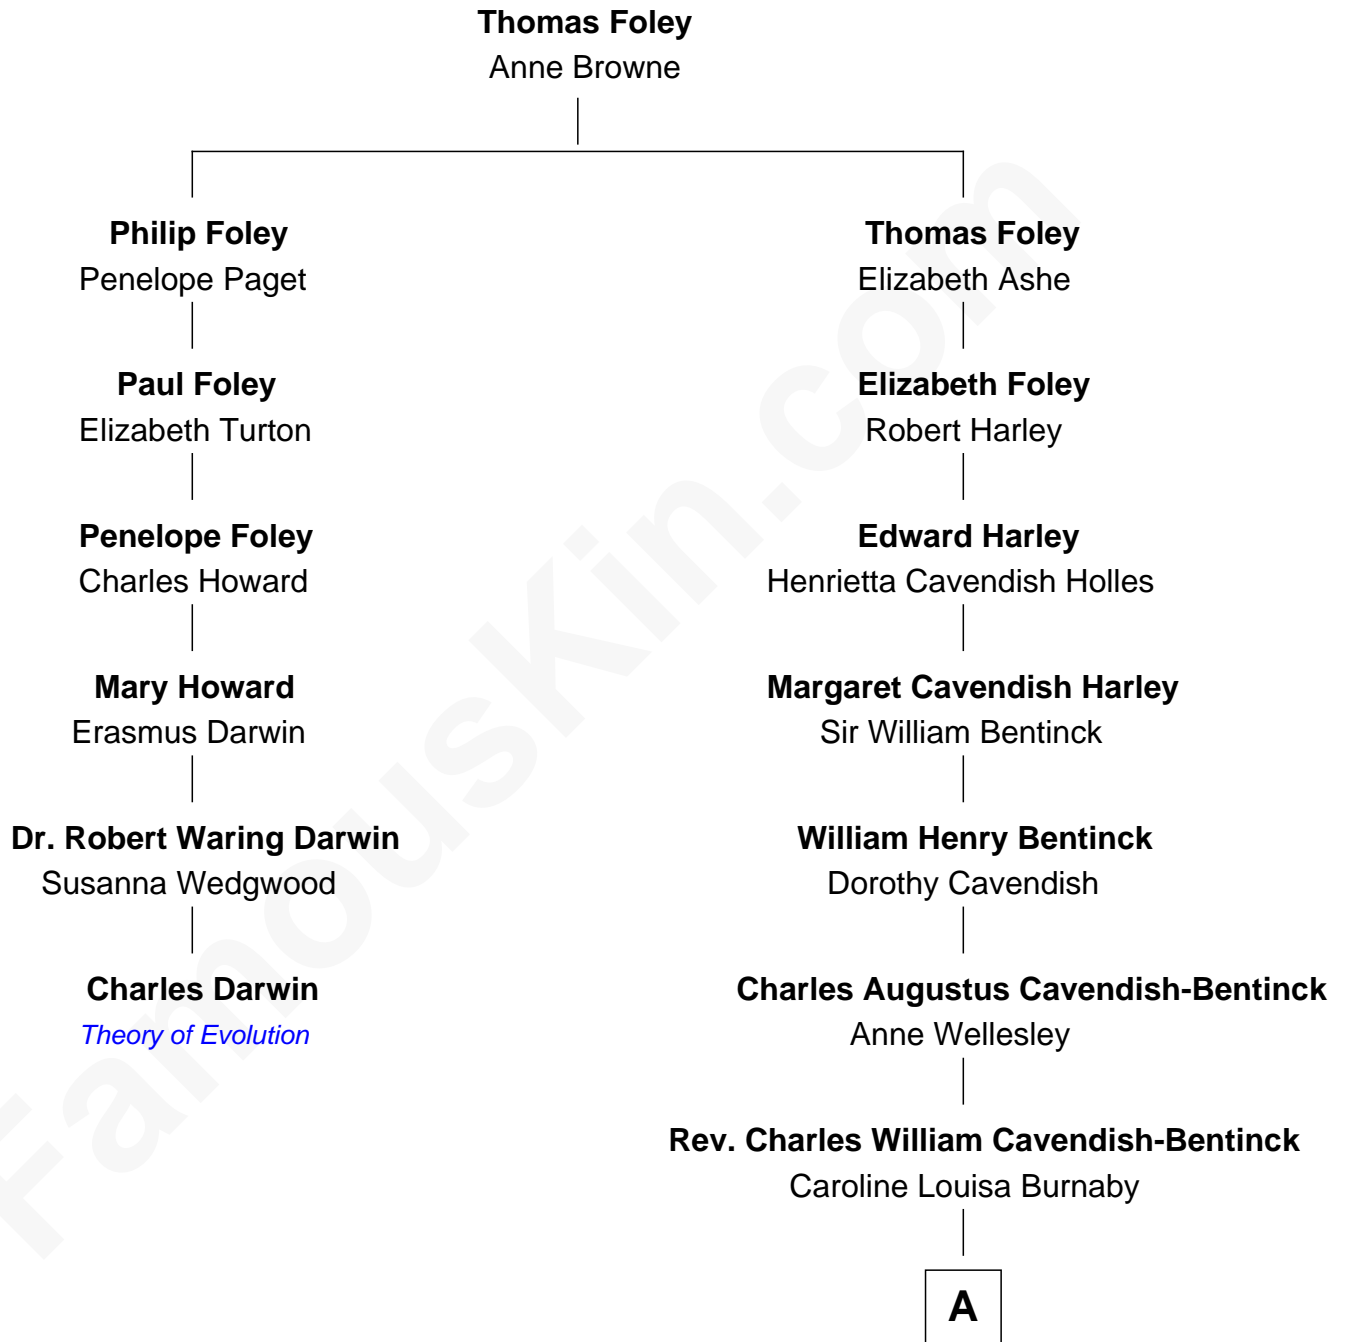 Thomas Foley
Anne Browne
Philip Foley
Penelope Paget
Thomas Foley
Elizabeth Ashe
Paul Foley
Elizabeth Turton
Elizabeth Foley
Robert Harley
Penelope Foley
Charles Howard
Edward Harley
Henrietta Cavendish Holles
Mary Howard
Erasmus Darwin
Margaret Cavendish Harley
Sir William Bentinck
Dr. Robert Waring Darwin
Susanna Wedgwood
William Henry Bentinck
Dorothy Cavendish
Charles Darwin
Theory of Evolution
Charles Augustus Cavendish-Bentinck
Anne Wellesley
Rev. Charles William Cavendish-Bentinck
Caroline Louisa Burnaby
A
FamousKin.com